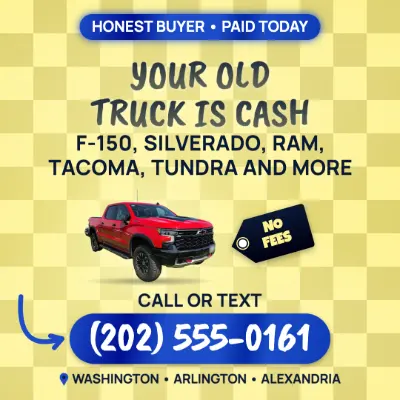 HONEST BUYER • PAID TODAY
YOUR OLD
TRUCK IS CASH
F-150, SILVERADO, RAM,
TACOMA, TUNDRA AND MORE
NO
FEES
CALL OR TEXT
(202) 555-0161
WASHINGTON • ARLINGTON • ALEXANDRIA